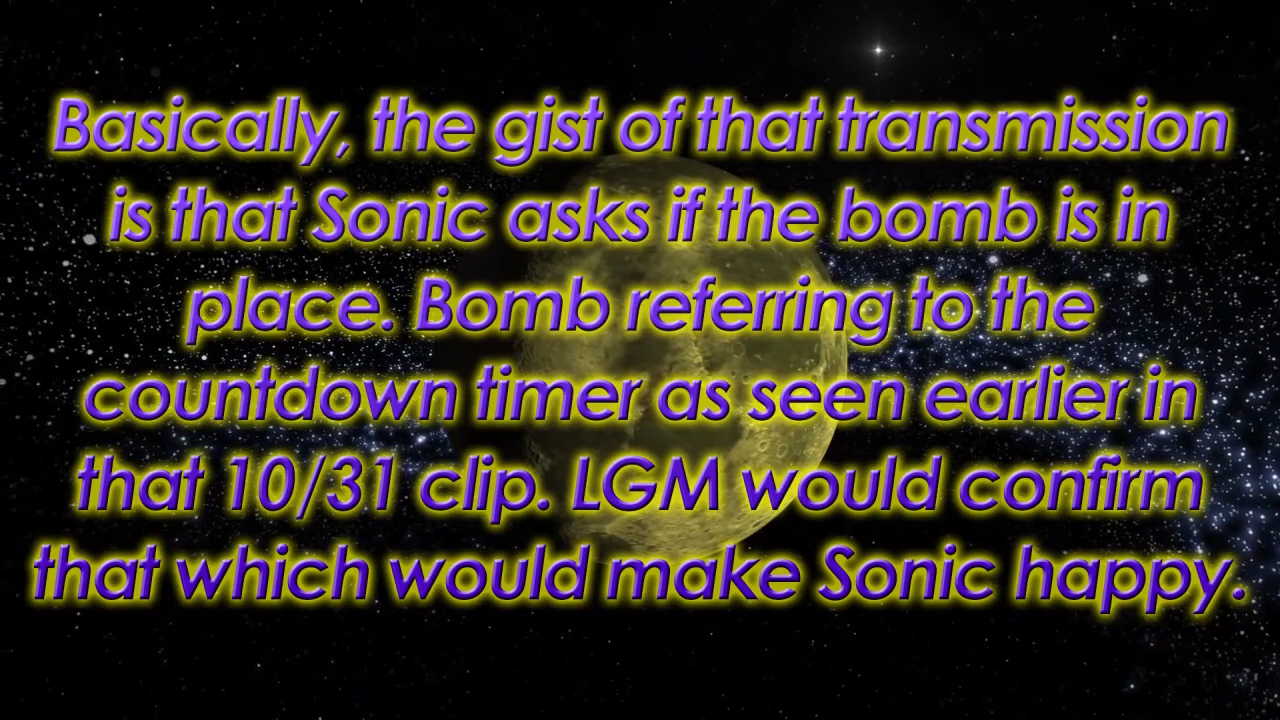 Basically, the gist of that transmission
is that Sonic asks if the bomb is in
place. Bomb referring to the
countdown timer as seen earlier in
that 10/31 clip. LGM would confirm
that which would make Sonic happy.